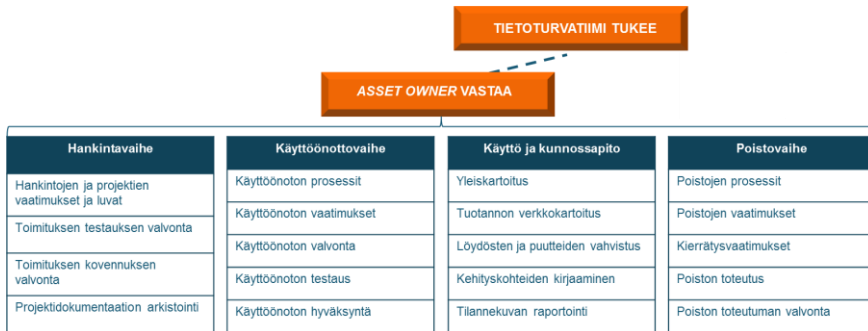 TIETOTURVATIIMI TUKEE
ASSET OWNER VASTAA
Hankintavaihe
Hankintojen ja projektien
vaatimukset ja luvat
Toimituksen testauksen valvonta
Toimituksen kovennuksen
valvonta
Projektidokumentaation arkistointi
Käyttöönottovaihe
Käyttöönoton prosessit
Käyttöönoton vaatimukset
Käyttöönoton valvonta
Käyttöönoton testaus
Käyttöönoton hyväksyntä
Käyttö ja kunnossapito
Yleiskartoitus
Tuotannon verkkokartoitus
Löydösten ja puutteiden vahvistus
Kehityskohteiden kirjaaminen
Tilannekuvan raportointi
Poistovaihe
Poistojen prosessit
Poistojen vaatimukset
Kierrätysvaatimukset
Poiston toteutus
Poiston toteutuman valvonta